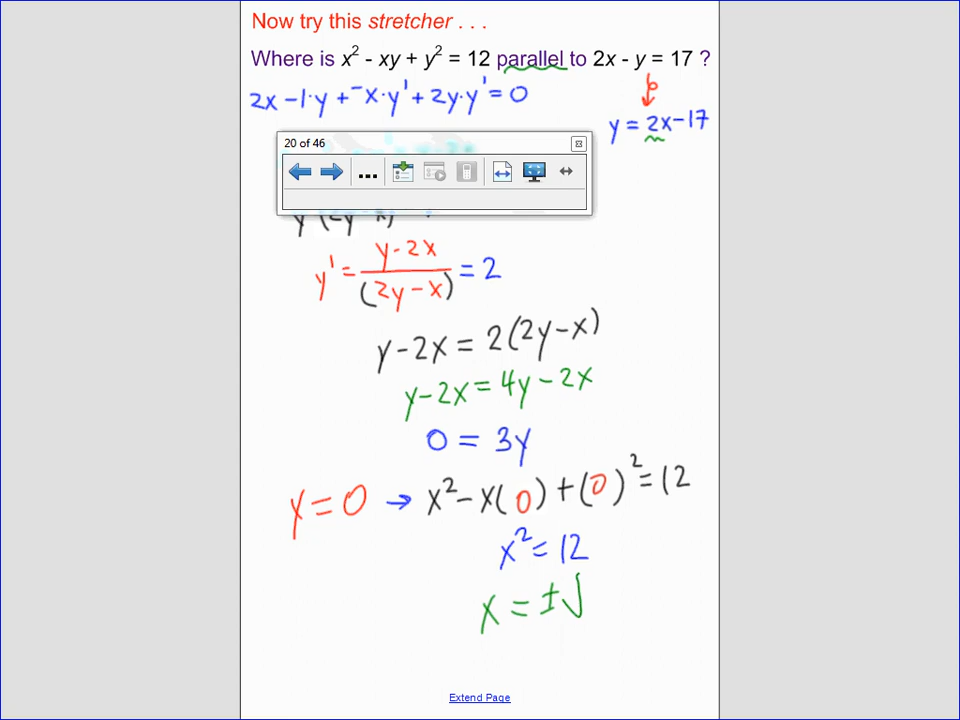 Now try this stretcher . . .
Where is x² - xy + y² = 12 parallel to 2x - y = 17 ?
2x - 1·y + -x·y' + 2y·y' = 0
y = 2x - 17
20 of 46
y' = y-2x / (2y-x) = 2
y-2x = 2(2y-x)
y-2x = 4y-2x
0 = 3y
y=0 → x² - x(0) + (0)² = 12
x² = 12
x = ±√
Extend Page